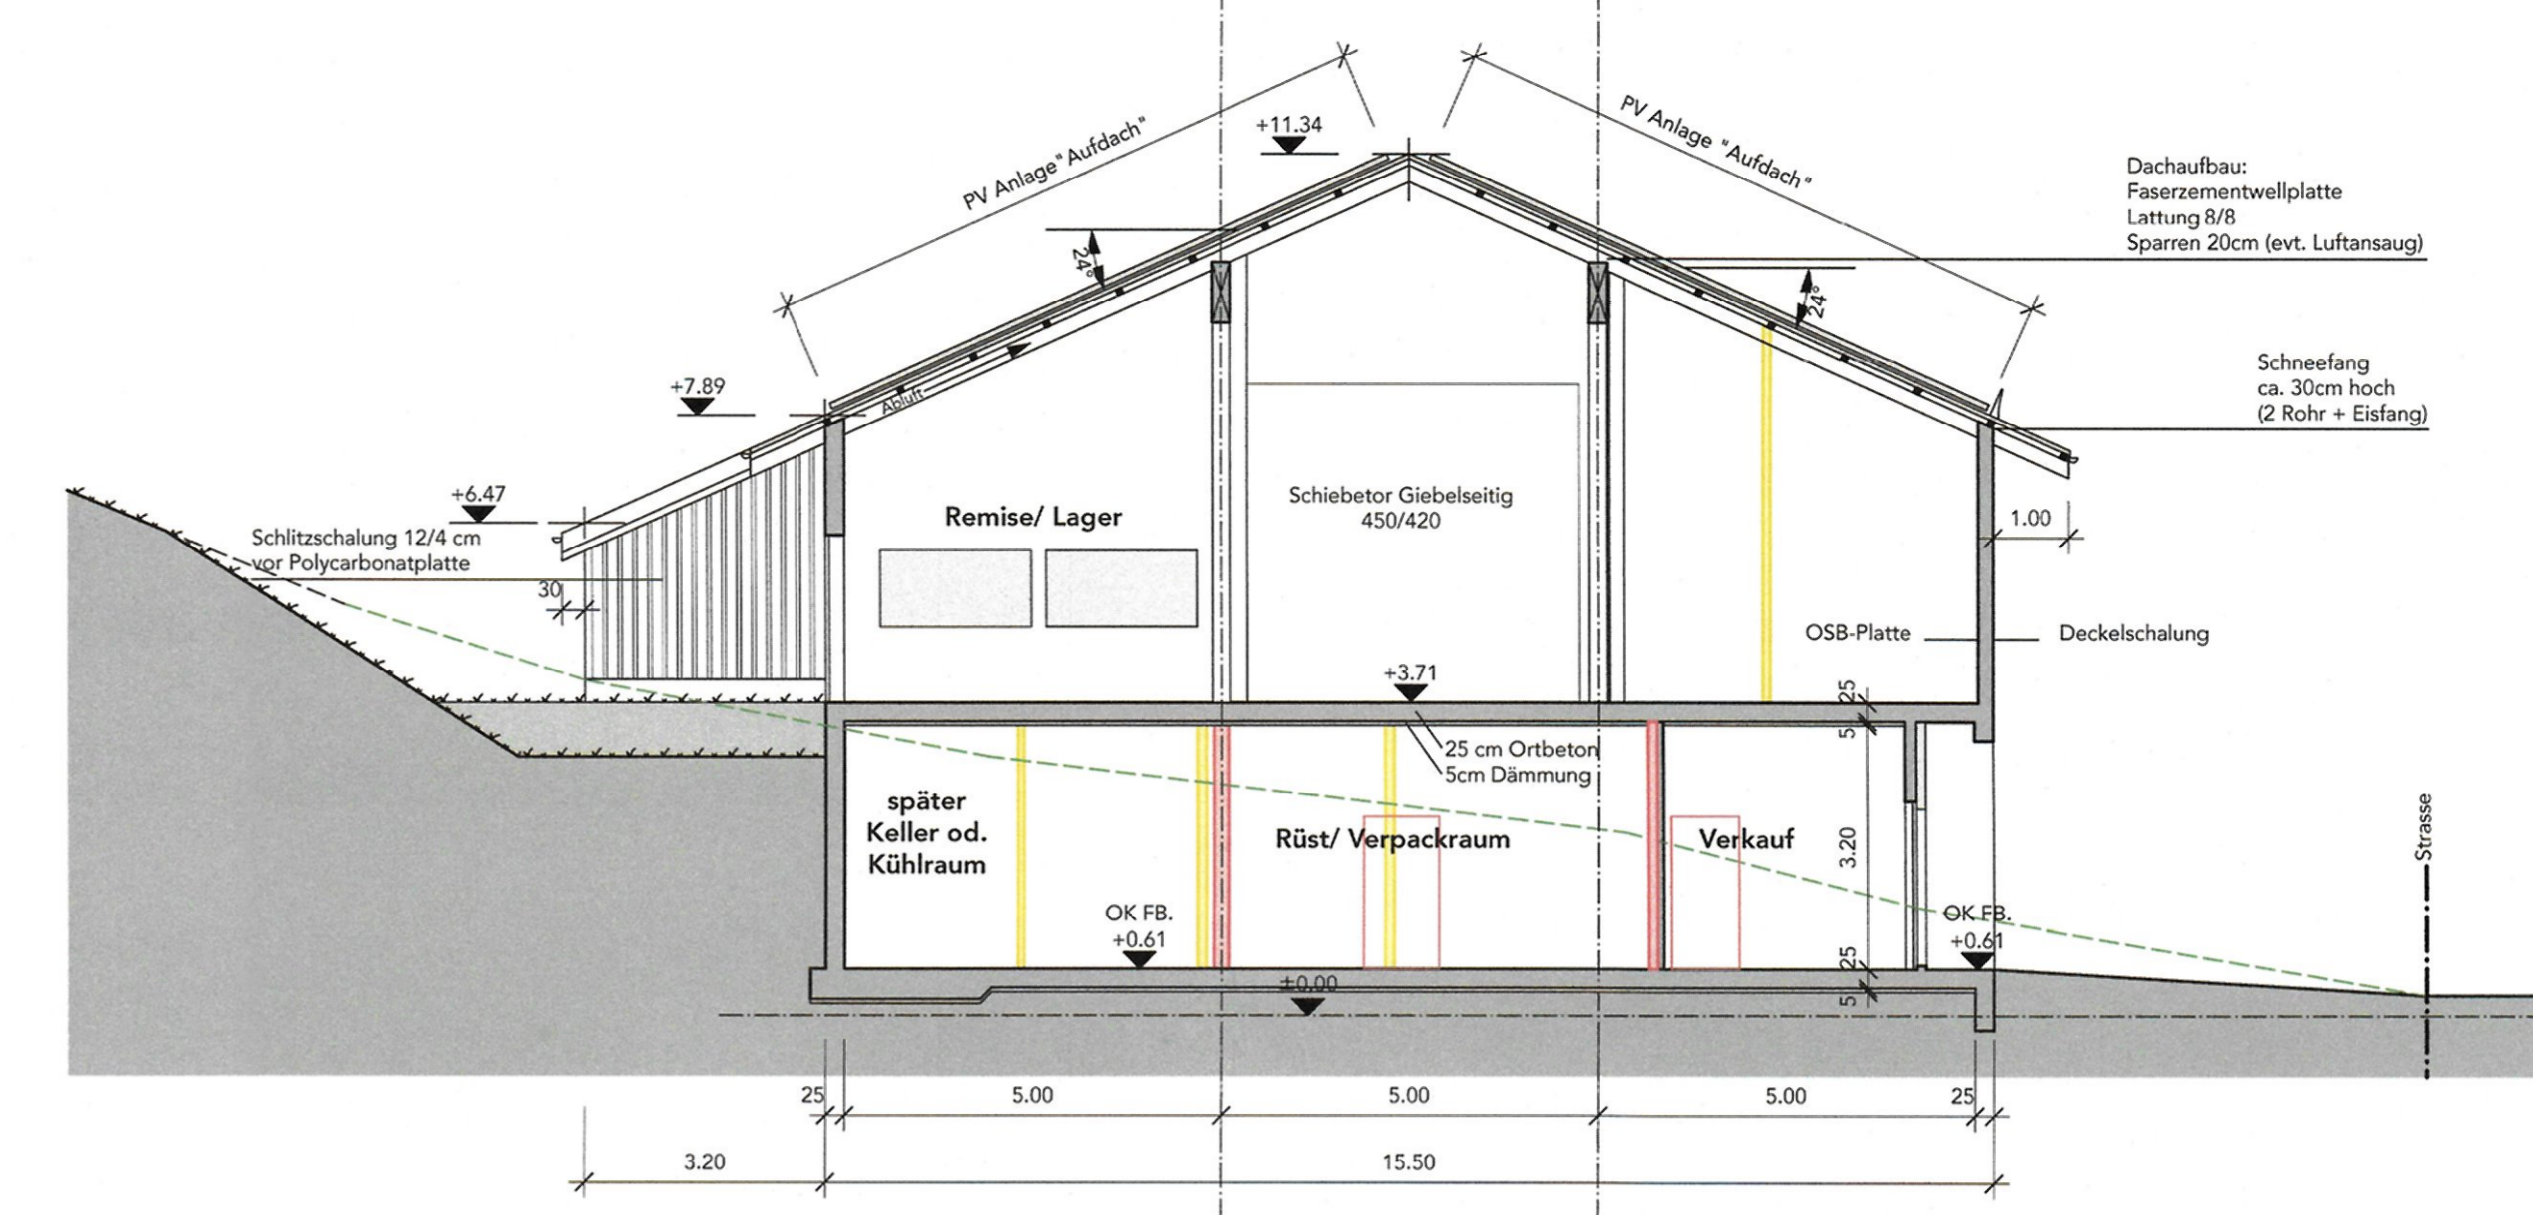 PV Anlage "Aufdach"
PV Anlage "Aufdach"
+11.34
Dachaufbau:
Faserzementwellplatte
Lattung 8/8
Sparren 20cm (evt. Luftansaug)
24°
24°
+7.89
Abluft
Schneefang
ca. 30cm hoch
(2 Rohr + Eisfang)
+6.47
Schlitzschalung 12/4 cm
vor Polycarbonatplatte
30
Remise/ Lager
Schiebetor Giebelseitig
450/420
1.00
OSB-Platte
Deckelschalung
+3.71
25
5
25 cm Ortbeton
5cm Dämmung
später
Keller od.
Kühlraum
Rüst/ Verpackraum
Verkauf
3.20
Strasse
OK FB.
+0.61
OK FB.
+0.61
25
5
±0.00
25
5.00
5.00
5.00
25
3.20
15.50